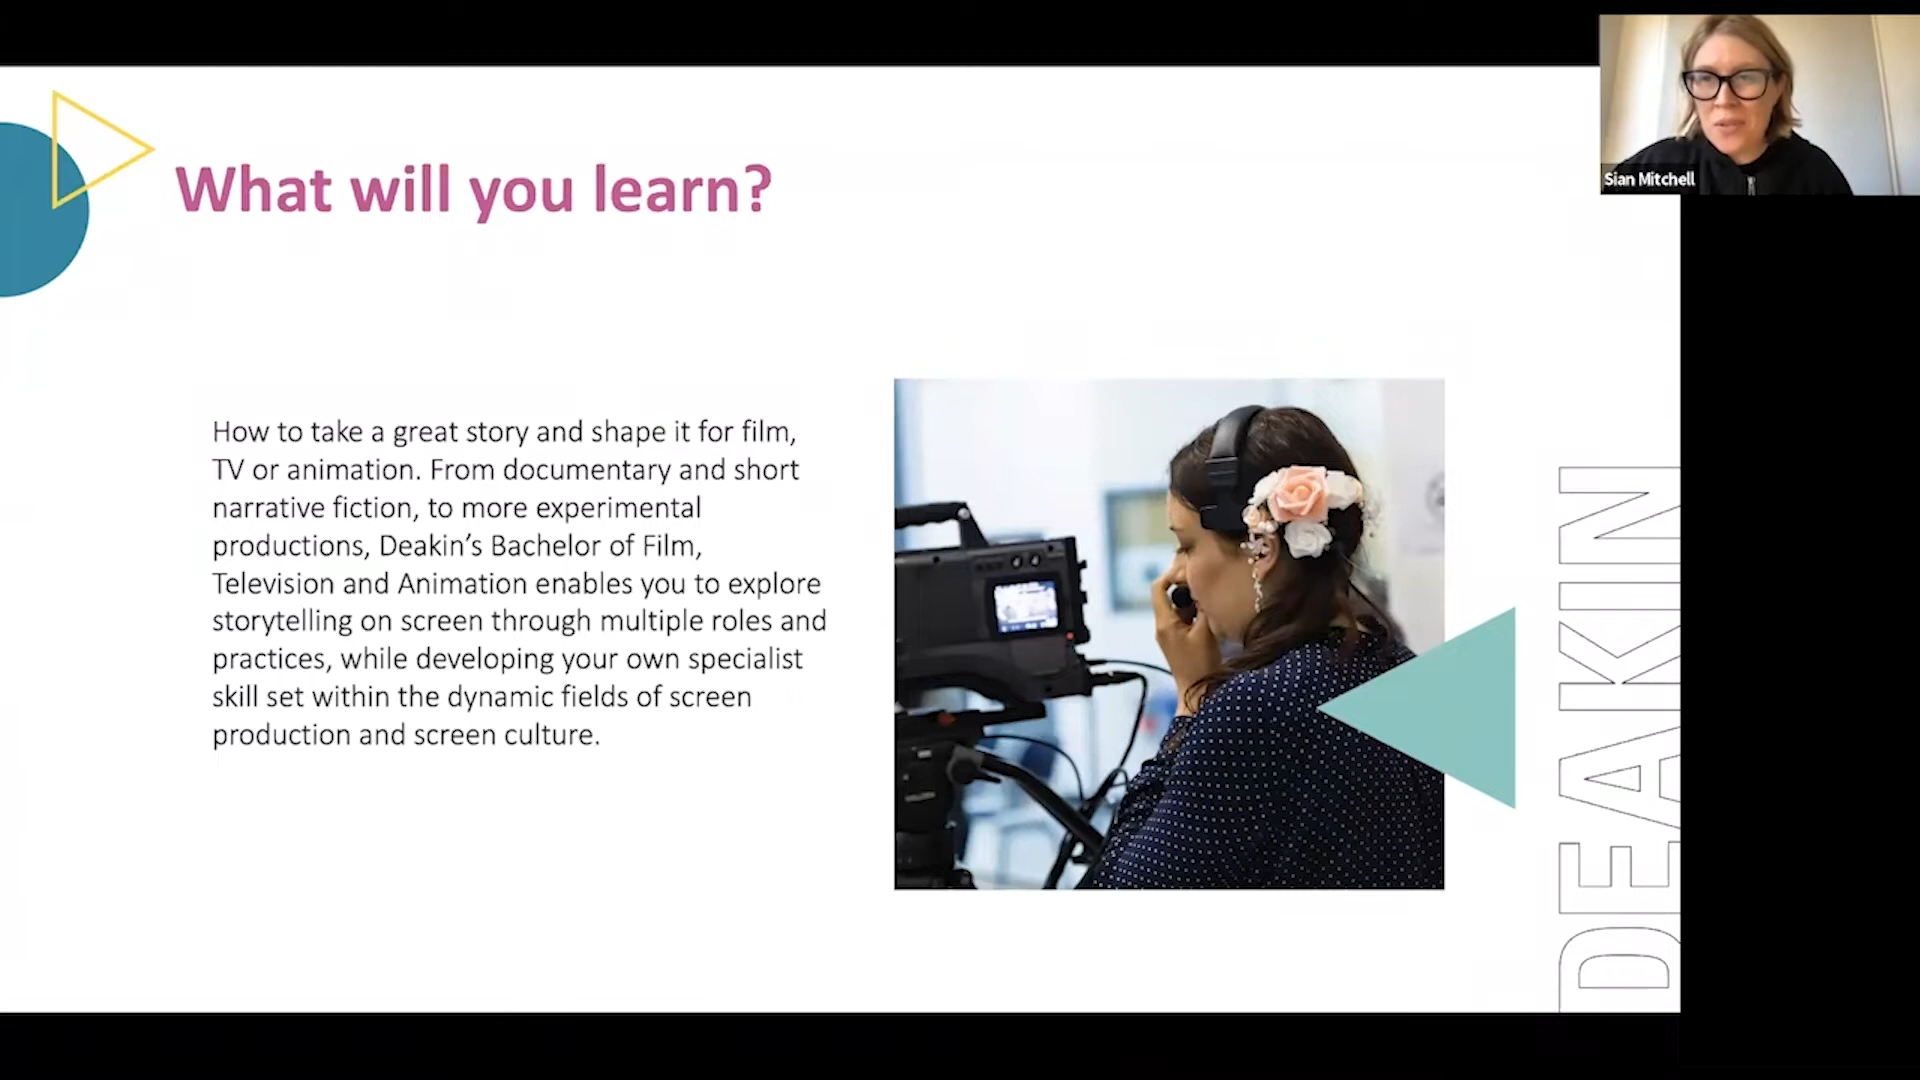 Sian Mitchell
What will you learn?
How to take a great story and shape it for film,
TV or animation. From documentary and short
narrative fiction, to more experimental
productions, Deakin’s Bachelor of Film,
Television and Animation enables you to explore
storytelling on screen through multiple roles and
practices, while developing your own specialist
skill set within the dynamic fields of screen
production and screen culture.
DEAKIN